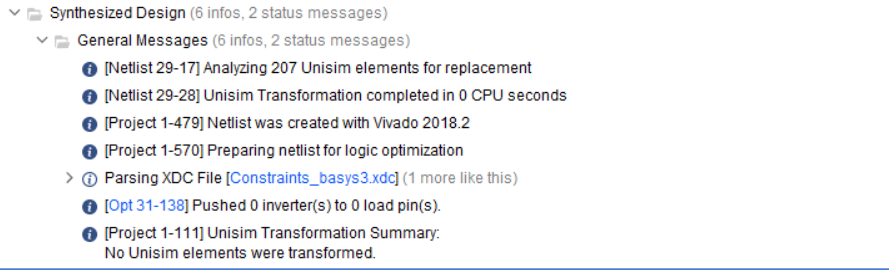 Synthesized Design (6 infos, 2 status messages)
General Messages (6 infos, 2 status messages)
[Netlist 29-17] Analyzing 207 Unisim elements for replacement
[Netlist 29-28] Unisim Transformation completed in 0 CPU seconds
[Project 1-479] Netlist was created with Vivado 2018.2
[Project 1-570] Preparing netlist for logic optimization
Parsing XDC File [Constraints_basys3.xdc] (1 more like this)
[Opt 31-138] Pushed 0 inverter(s) to 0 load pin(s).
[Project 1-111] Unisim Transformation Summary:
No Unisim elements were transformed.